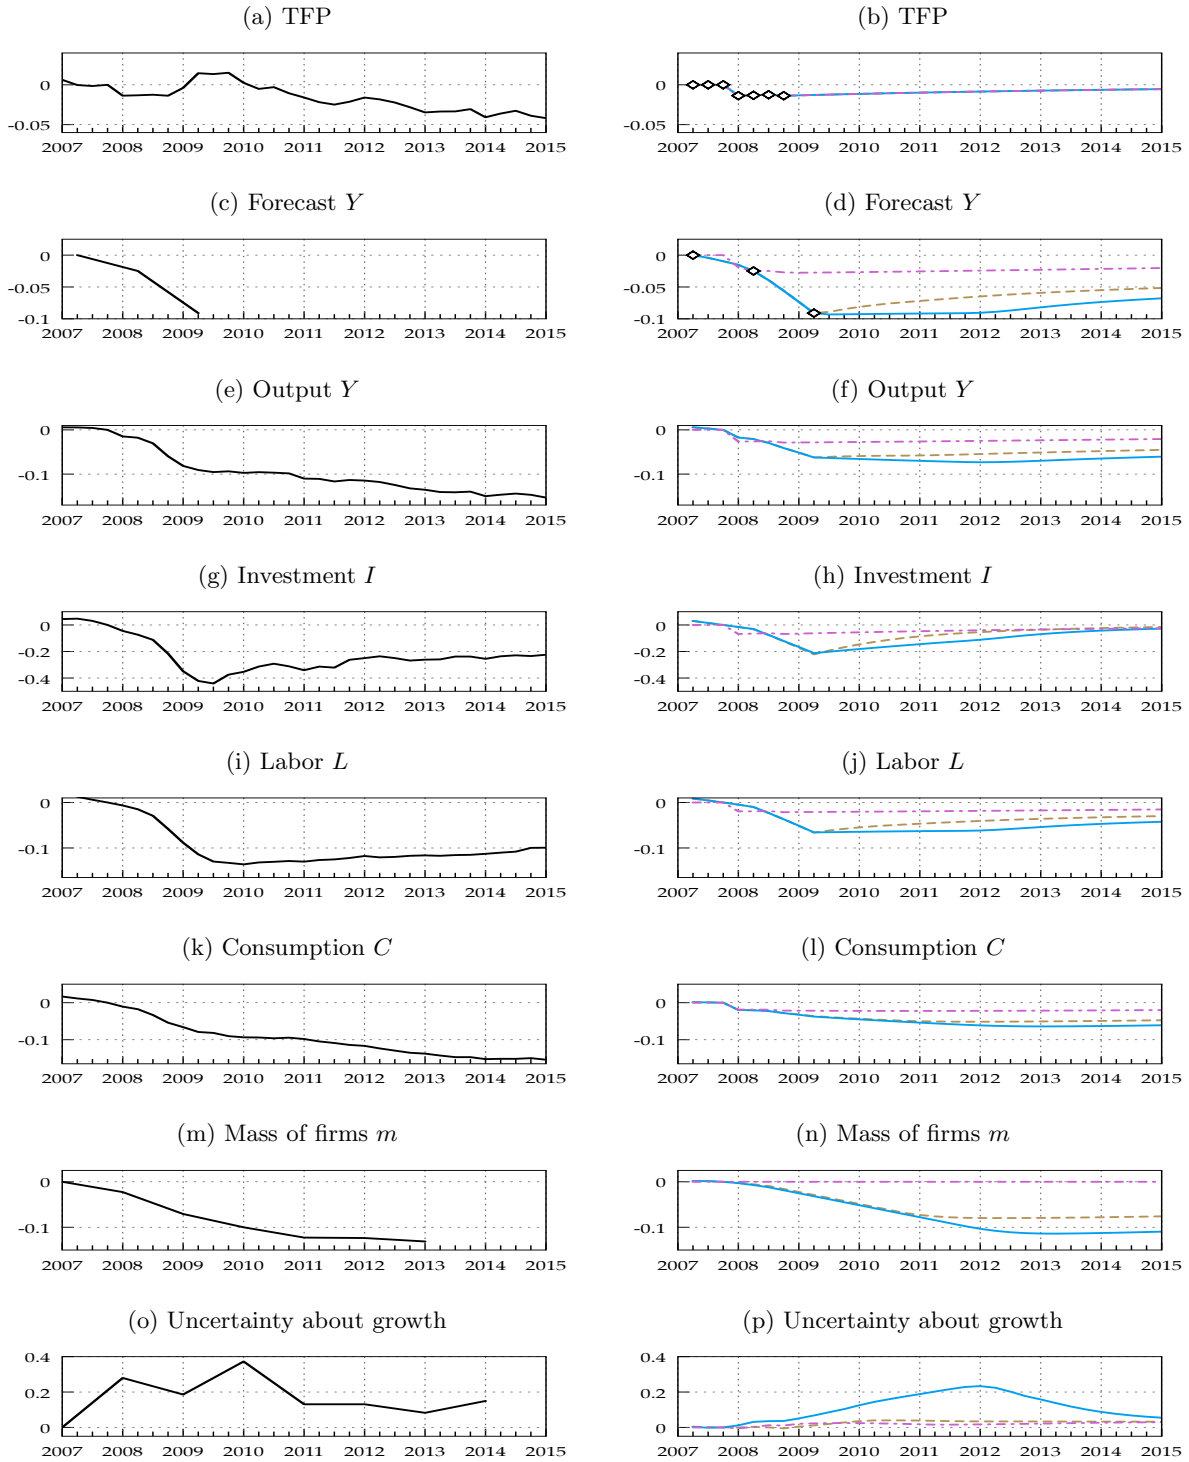 (a) TFP
(b) TFP
0
-0.05
2007 2008 2009 2010 2011 2012 2013 2014 2015
0
-0.05
2007 2008 2009 2010 2011 2012 2013 2014 2015
(c) Forecast Y
(d) Forecast Y
0
-0.05
-0.1
2007 2008 2009 2010 2011 2012 2013 2014 2015
0
-0.05
-0.1
2007 2008 2009 2010 2011 2012 2013 2014 2015
(e) Output Y
(f) Output Y
0
-0.1
2007 2008 2009 2010 2011 2012 2013 2014 2015
0
-0.1
2007 2008 2009 2010 2011 2012 2013 2014 2015
(g) Investment I
(h) Investment I
0
-0.2
-0.4
2007 2008 2009 2010 2011 2012 2013 2014 2015
0
-0.2
-0.4
2007 2008 2009 2010 2011 2012 2013 2014 2015
(i) Labor L
(j) Labor L
0
-0.1
2007 2008 2009 2010 2011 2012 2013 2014 2015
0
-0.1
2007 2008 2009 2010 2011 2012 2013 2014 2015
(k) Consumption C
(l) Consumption C
0
-0.1
2007 2008 2009 2010 2011 2012 2013 2014 2015
0
-0.1
2007 2008 2009 2010 2011 2012 2013 2014 2015
(m) Mass of firms m
(n) Mass of firms m
0
-0.1
2007 2008 2009 2010 2011 2012 2013 2014 2015
0
-0.1
2007 2008 2009 2010 2011 2012 2013 2014 2015
(o) Uncertainty about growth
(p) Uncertainty about growth
0.4
0.2
0
2007 2008 2009 2010 2011 2012 2013 2014 2015
0.4
0.2
0
2007 2008 2009 2010 2011 2012 2013 2014 2015